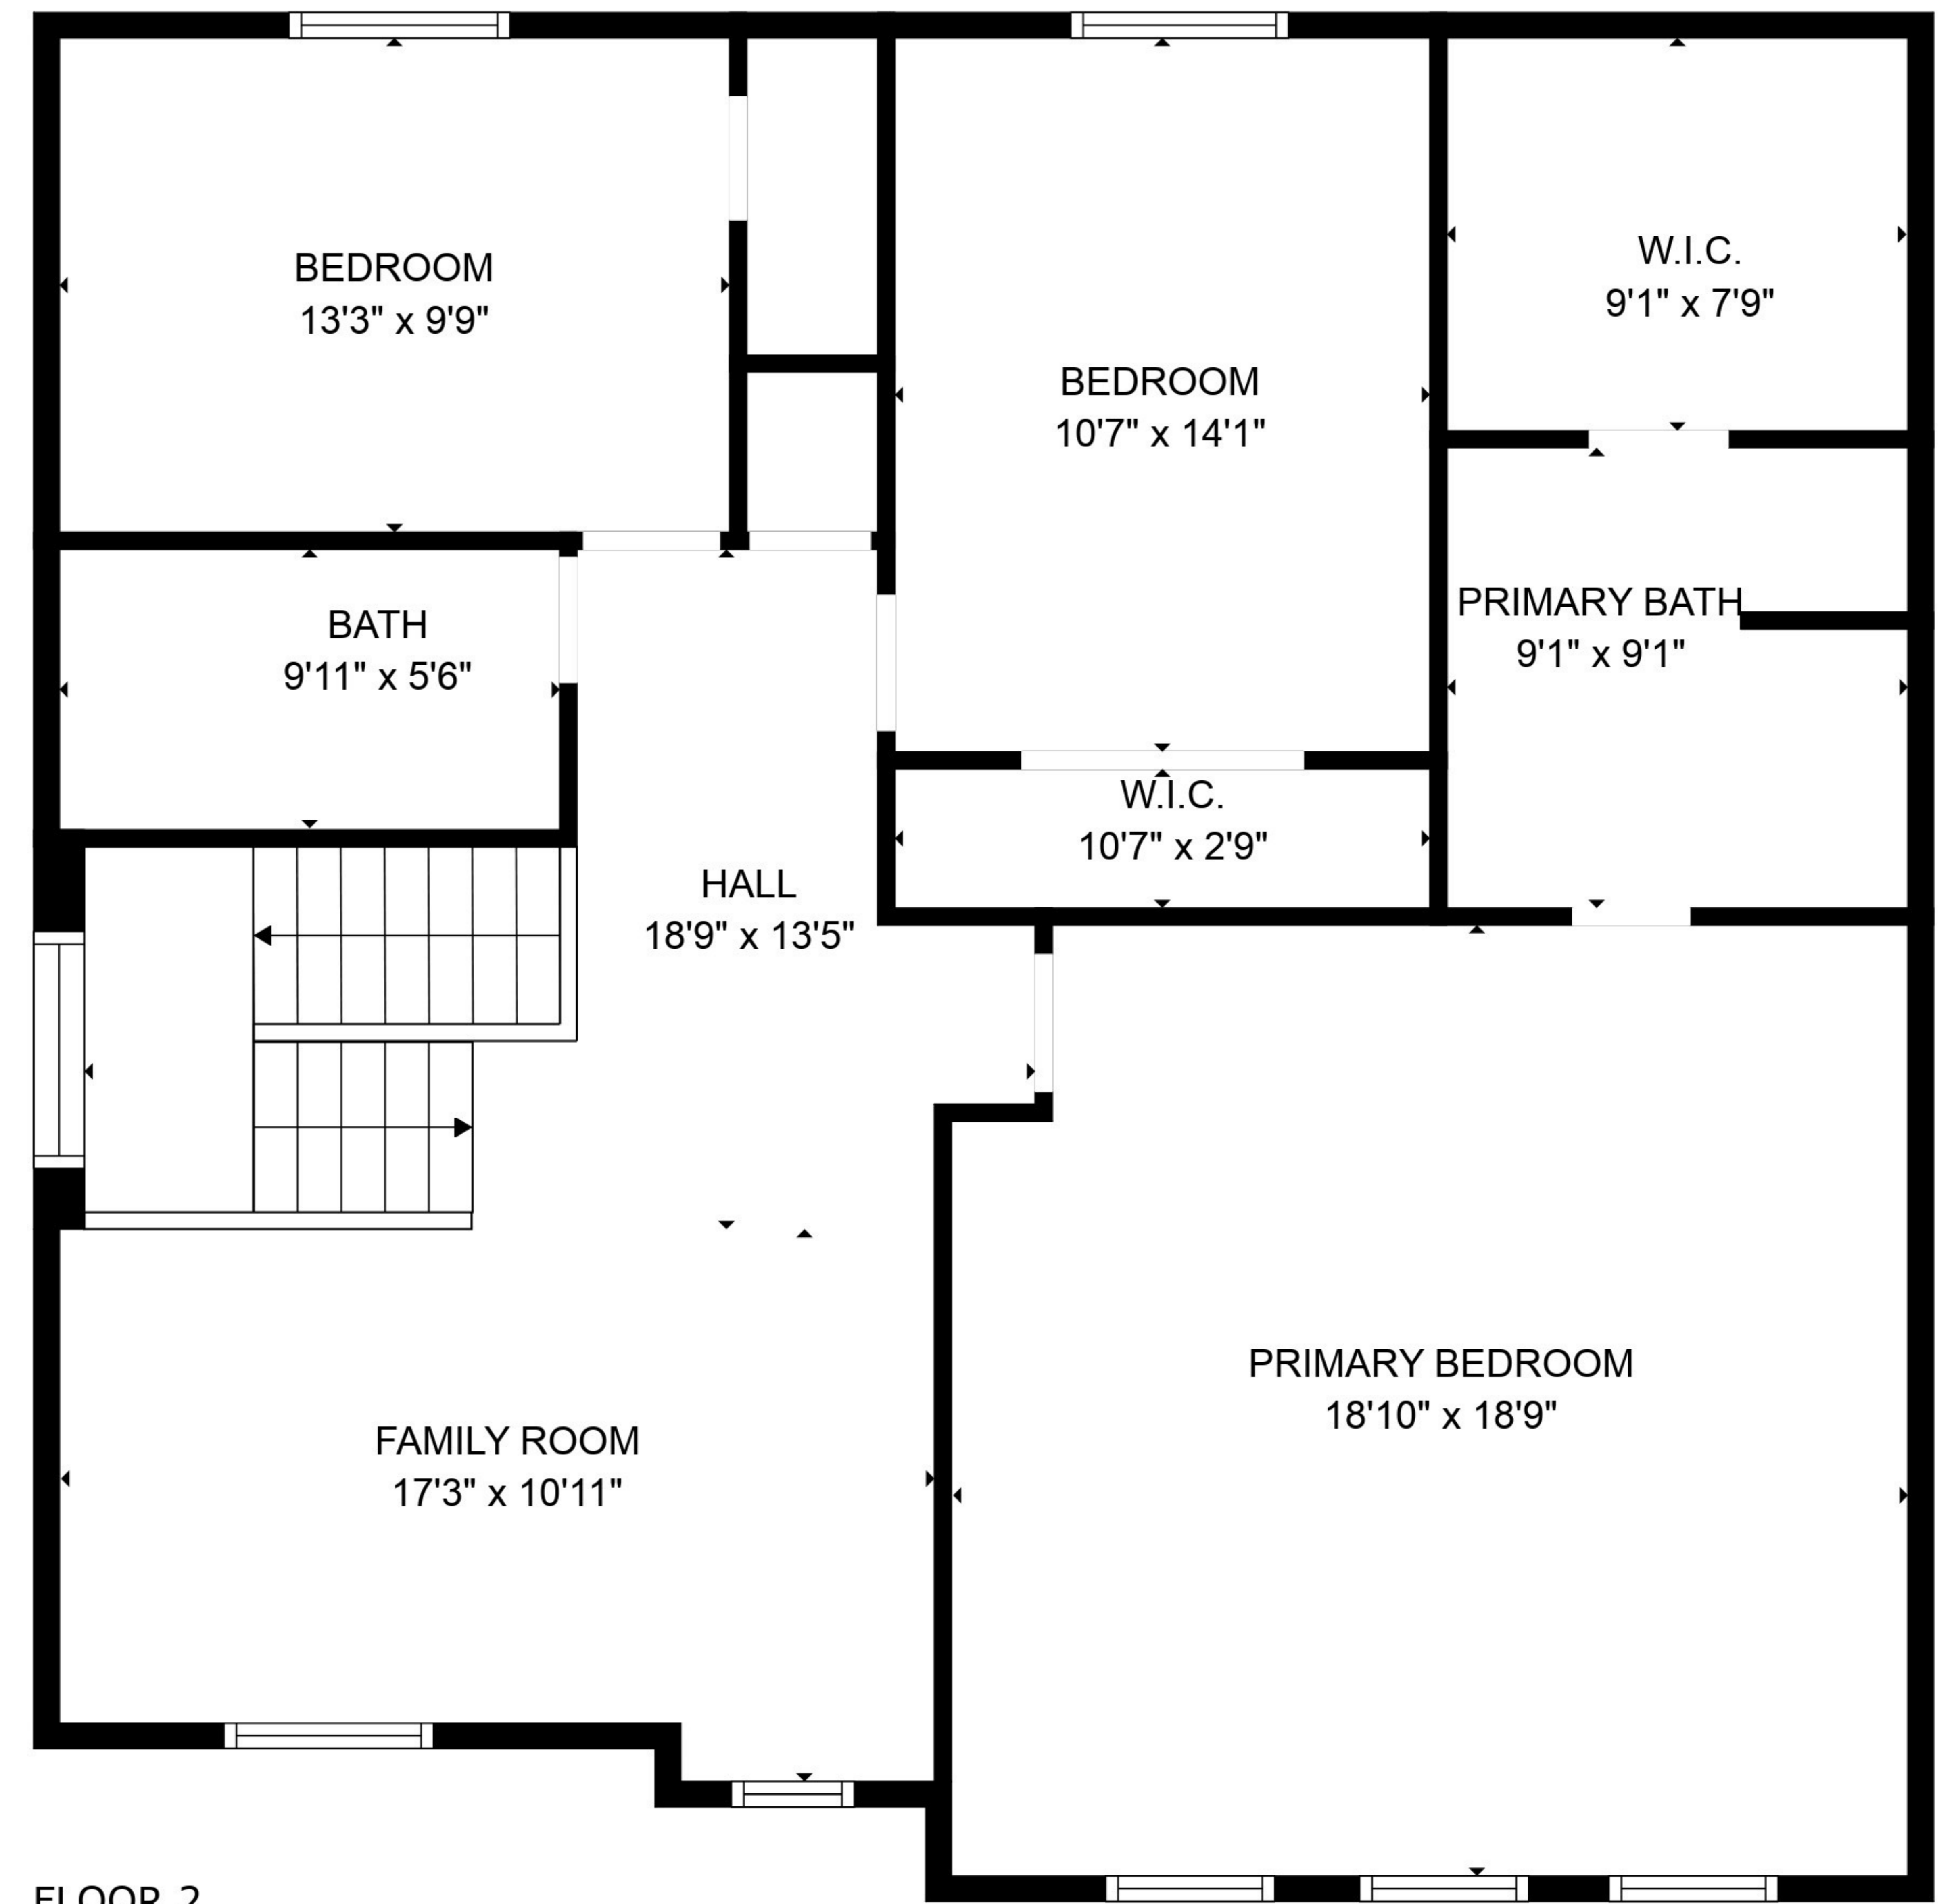 BEDROOM
13'3" x 9'9"
W.I.C.
9'1" x 7'9"
BEDROOM
10'7" x 14'1"
BATH
9'11" x 5'6"
PRIMARY BATH
9'1" x 9'1"
W.I.C.
10'7" x 2'9"
HALL
18'9" x 13'5"
PRIMARY BEDROOM
18'10" x 18'9"
FAMILY ROOM
17'3" x 10'11"
FLOOR 2